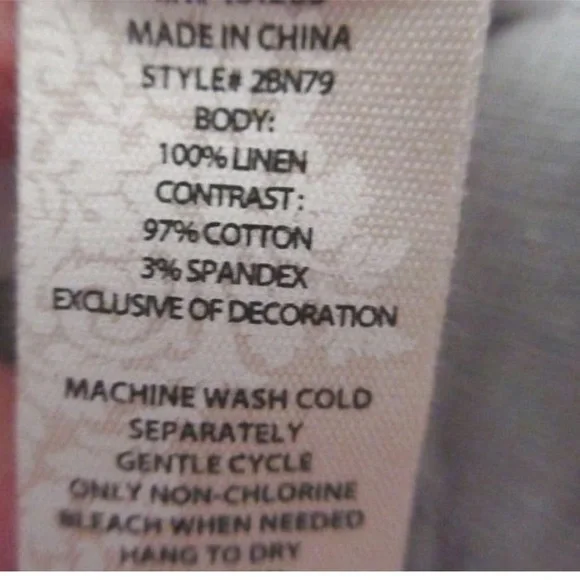 MADE IN CHINA
STYLE# 2BN79
BODY:
100% LINEN
CONTRAST:
97% COTTON
3% SPANDEX
EXCLUSIVE OF DECORATION
MACHINE WASH COLD
SEPARATELY
GENTLE CYCLE
ONLY NON-CHLORINE
BLEACH WHEN NEEDED
HANG TO DRY